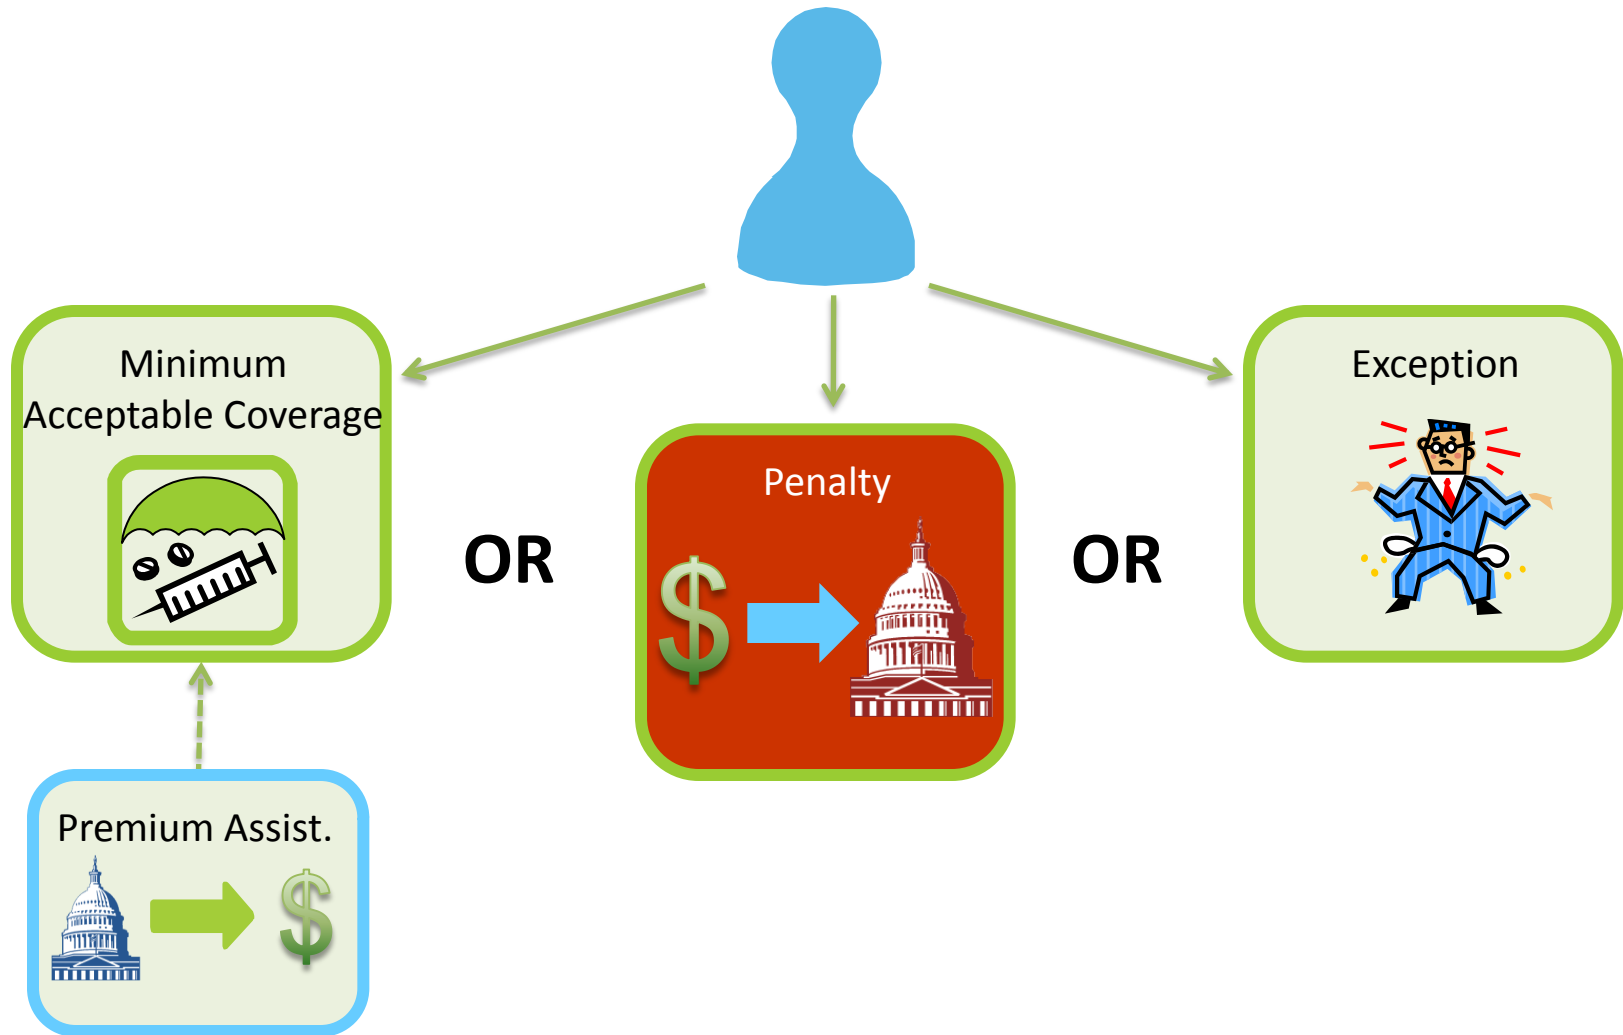 Minimum
Acceptable Coverage
OR
Penalty
$
OR
Exception
Premium Assist.
$